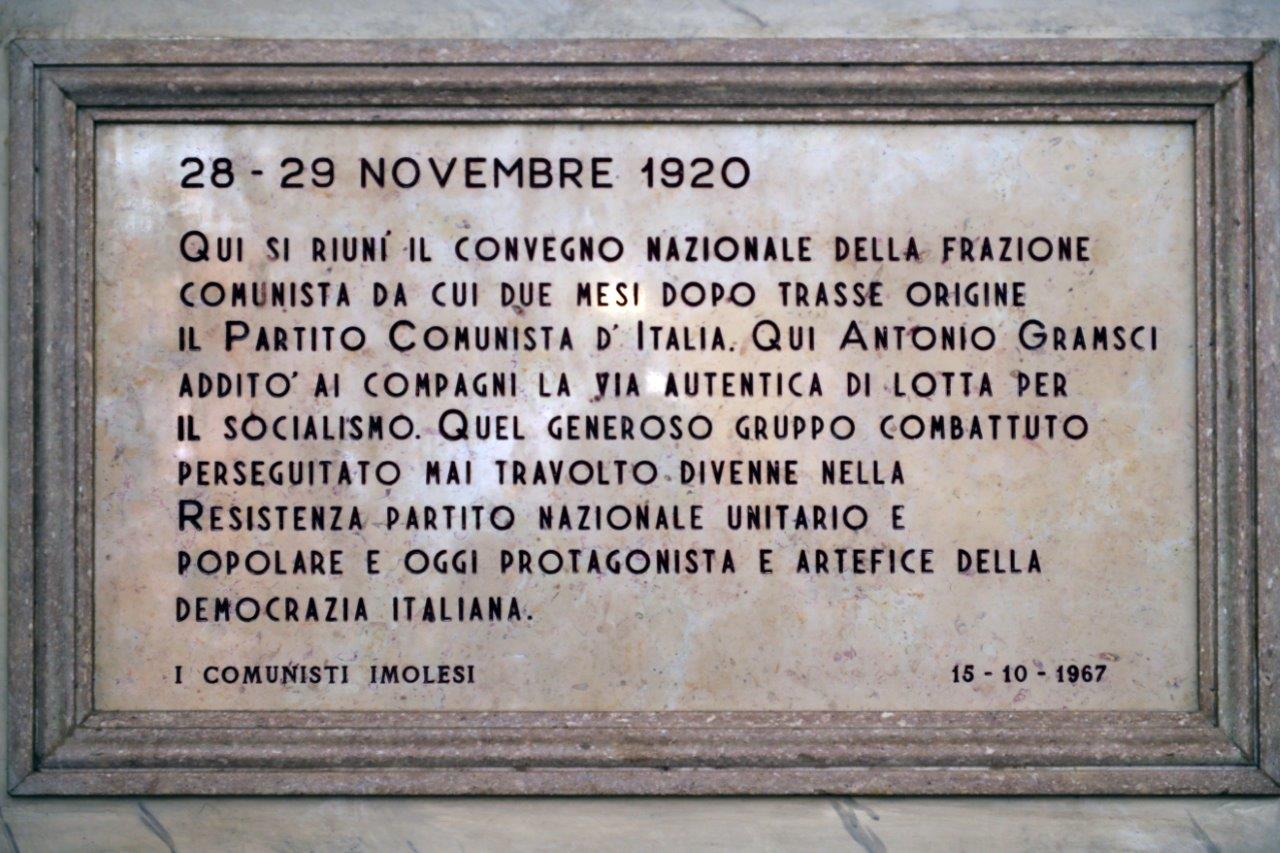 28 - 29 NOVEMBRE 1920
QUI SI RIUNÍ IL CONVEGNO NAZIONALE DELLA FRAZIONE
COMUNISTA DA CUI DUE MESI DOPO TRASSE ORIGINE
IL PARTITO COMUNISTA D' ITALIA. QUI ANTONIO GRAMSCI
ADDITO' AI COMPAGNI LA VIA AUTENTICA DI LOTTA PER
IL SOCIALISMO. QUEL GENEROSO GRUPPO COMBATTUTO
PERSEGUITATO MAI TRAVOLTO DIVENNE NELLA
RESISTENZA PARTITO NAZIONALE UNITARIO E
POPOLARE E OGGI PROTAGONISTA E ARTEFICE DELLA
DEMOCRAZIA ITALIANA.
I COMUNISTI IMOLESI 15 - 10 - 1967